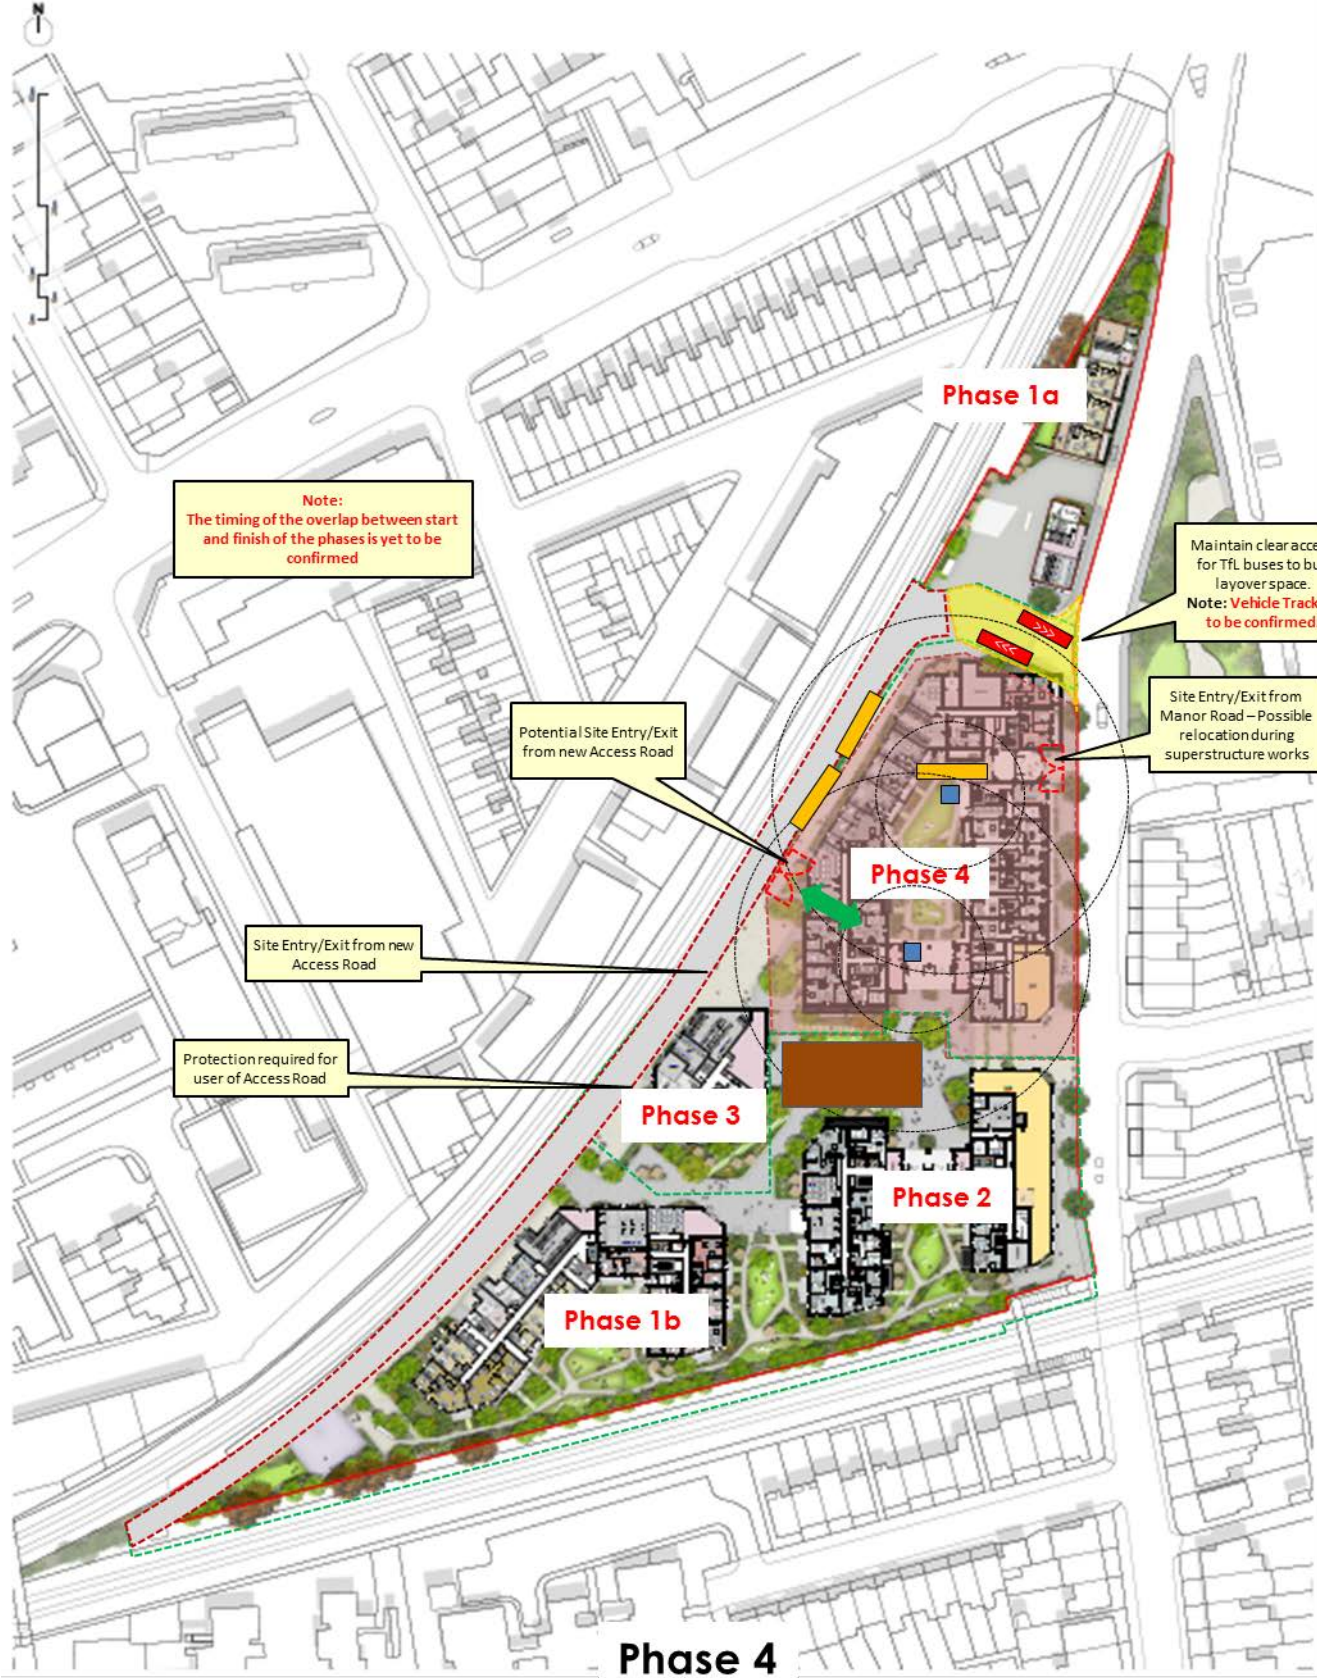 N
Phase 1a
Note:
The timing of the overlap between start
and finish of the phases is yet to be
confirmed
Maintain clear acce
for TfL buses to bu
layover space.
Note: Vehicle Track
to be confirmed
>>>
<<<
Site Entry/Exit from
Manor Road – Possible
relocation during
superstructure works
Potential Site Entry/Exit
from new Access Road
Phase 4
Site Entry/Exit from new
Access Road
Protection required for
user of Access Road
Phase 3
Phase 2
Phase 1b
Phase 4